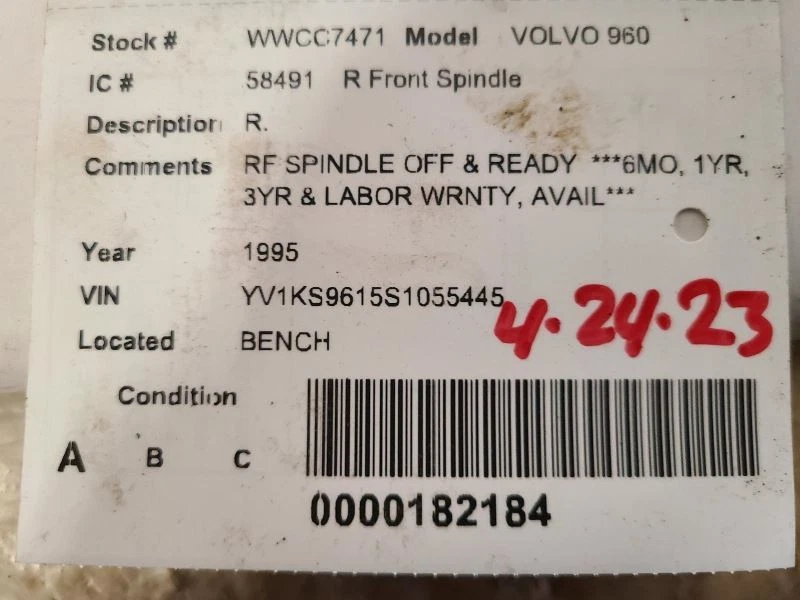 Stock # WWCC7471 Model VOLVO 960
IC # 58491 R Front Spindle
Description R.
Comments RF SPINDLE OFF & READY ***6MO, 1YR,
3YR & LABOR WRNTY, AVAIL***
Year 1995
VIN YV1KS9615S1055445
4.24.23
Located BENCH
Condition
A B C
0000182184